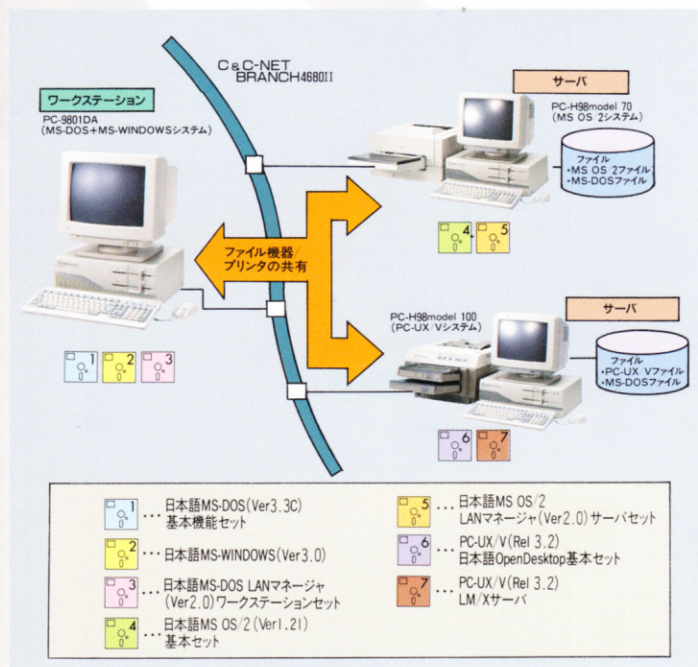 C&C-NET
BRANCH4680II
ワークステーション
PC-9801DA
(MS-DOS+MS-WINDOWSシステム)
サーバ
PC-H98model 70
(MS OS 2システム)
ファイル
・MS OS 2ファイル
・MS-DOSファイル
4
5
ファイル機器/
プリンタの共有
サーバ
PC-H98model 100
(PC-UX/Vシステム)
ファイル
・PC-UX Vファイル
・MS-DOSファイル
1
2
3
6
7
1 … 日本語MS-DOS(Ver3.3C)
基本機能セット
2 … 日本語MS-WINDOWS(Ver3.0)
3 … 日本語MS-DOS LANマネージャ
(Ver2.0)ワークステーションセット
4 … 日本語MS OS/2(Ver1.21)
基本セット
5 … 日本語MS OS/2
LANマネージャ(Ver2.0)サーバセット
6 … PC-UX/V(Rel 3.2)
日本語OpenDesktop基本セット
7 … PC-UX/V(Rel 3.2)
LM/Xサーバ